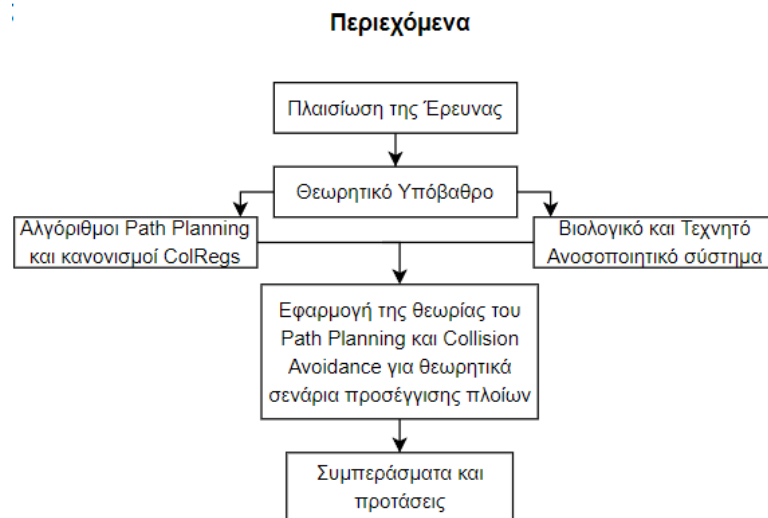 Περιεχόμενα
Πλαισίωση της Έρευνας
Θεωρητικό Υπόβαθρο
Αλγόριθμοι Path Planning
και κανονισμοί ColRegs
Βιολογικό και Τεχνητό
Ανοσοποιητικό σύστημα
Εφαρμογή της θεωρίας του
Path Planning και Collision
Avoidance για θεωρητικά
σενάρια προσέγγισης πλοίων
Συμπεράσματα και
προτάσεις